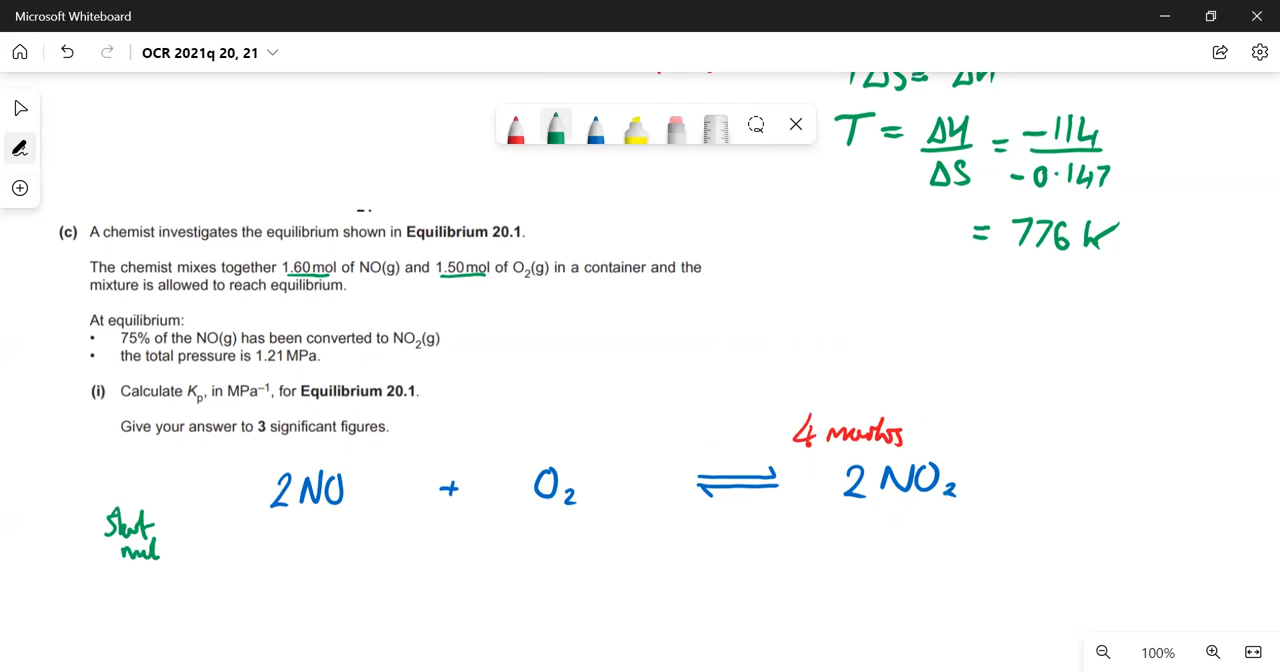 Microsoft Whiteboard
OCR 2021q 20, 21
TΔS = ΔH
T = ΔH/ΔS = -114/-0.147
= 776 K
(c) A chemist investigates the equilibrium shown in Equilibrium 20.1.
The chemist mixes together 1.60 mol of NO(g) and 1.50 mol of O₂(g) in a container and the
mixture is allowed to reach equilibrium.
At equilibrium:
• 75% of the NO(g) has been converted to NO₂(g)
• the total pressure is 1.21 MPa.
(i) Calculate Kₚ, in MPa⁻¹, for Equilibrium 20.1.
Give your answer to 3 significant figures.
4 marks
2NO + O₂ ⇌ 2NO₂
Start
mol
100%